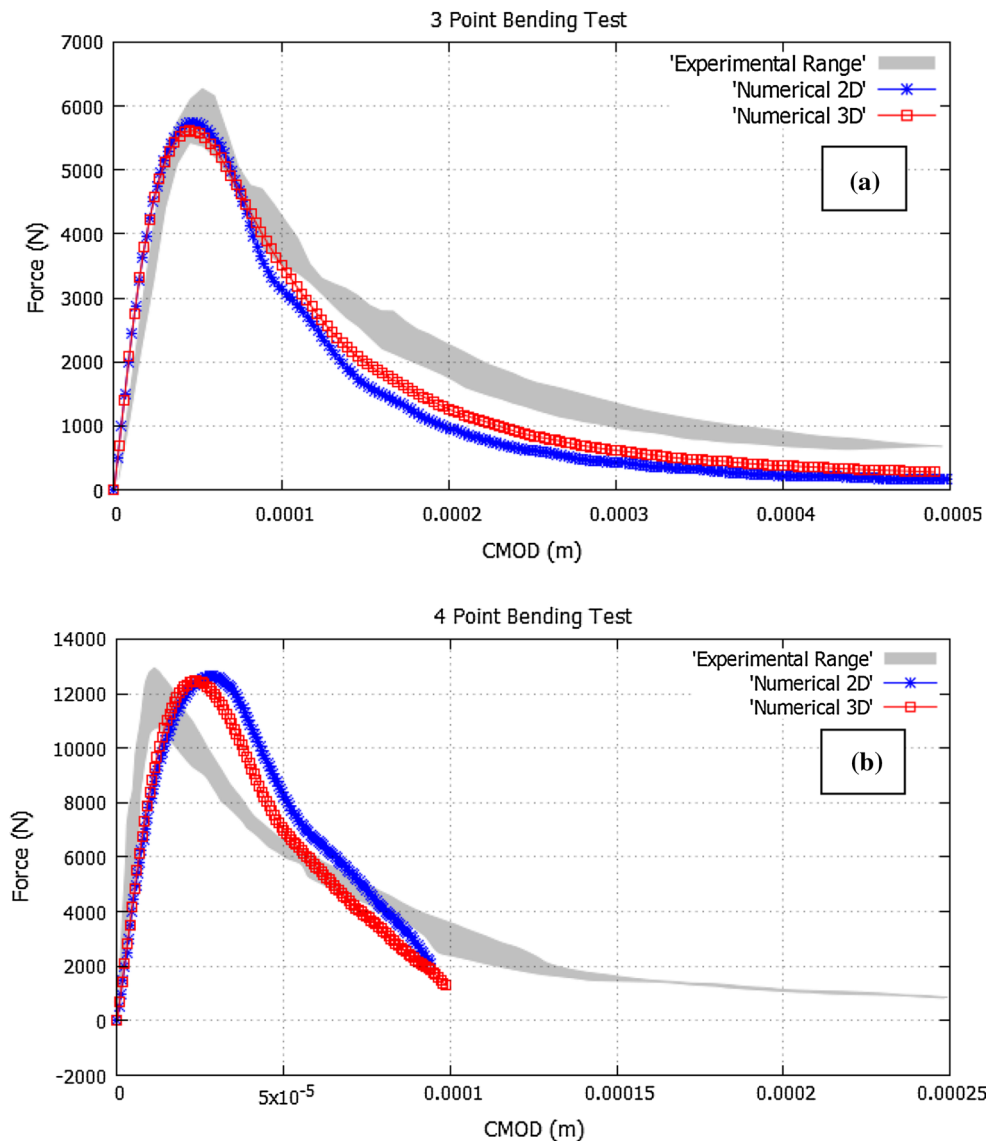 3 Point Bending Test
7000
6000
5000
4000
3000
2000
1000
0
Force (N)
'Experimental Range'
'Numerical 2D'
'Numerical 3D'
(a)
0 0.0001 0.0002 0.0003 0.0004 0.0005
CMOD (m)
4 Point Bending Test
14000
12000
10000
8000
6000
4000
2000
0
-2000
Force (N)
'Experimental Range'
'Numerical 2D'
'Numerical 3D'
(b)
0 5x10⁻⁵ 0.0001 0.00015 0.0002 0.00025
CMOD (m)